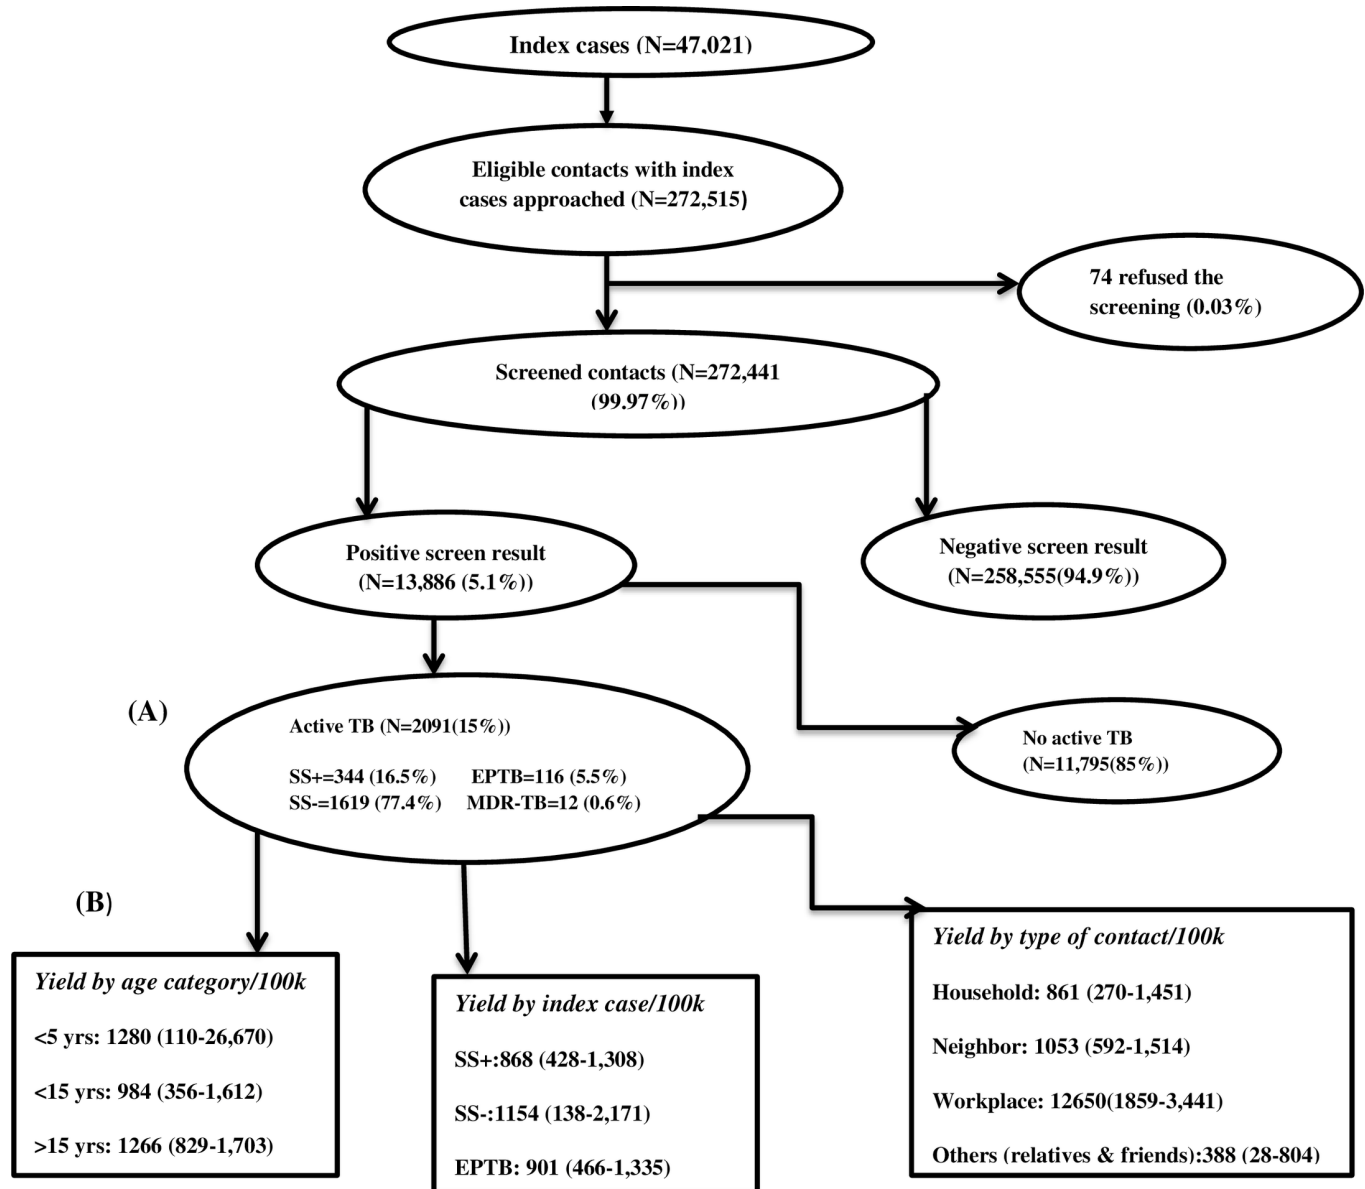 Index cases (N=47,021)
Eligible contacts with index
cases approached (N=272,515)
74 refused the
screening (0.03%)
Screened contacts (N=272,441
(99.97%))
Positive screen result
(N=13,886 (5.1%))
Negative screen result
(N=258,555(94.9%))
(A)
Active TB (N=2091(15%))
SS+=344 (16.5%) EPTB=116 (5.5%)
SS-=1619 (77.4%) MDR-TB=12 (0.6%)
No active TB
(N=11,795(85%))
(B)
Yield by age category/100k
<5 yrs: 1280 (110-26,670)
<15 yrs: 984 (356-1,612)
>15 yrs: 1266 (829-1,703)
Yield by index case/100k
SS+:868 (428-1,308)
SS-:1154 (138-2,171)
EPTB: 901 (466-1,335)
Yield by type of contact/100k
Household: 861 (270-1,451)
Neighbor: 1053 (592-1,514)
Workplace: 12650(1859-3,441)
Others (relatives & friends):388 (28-804)